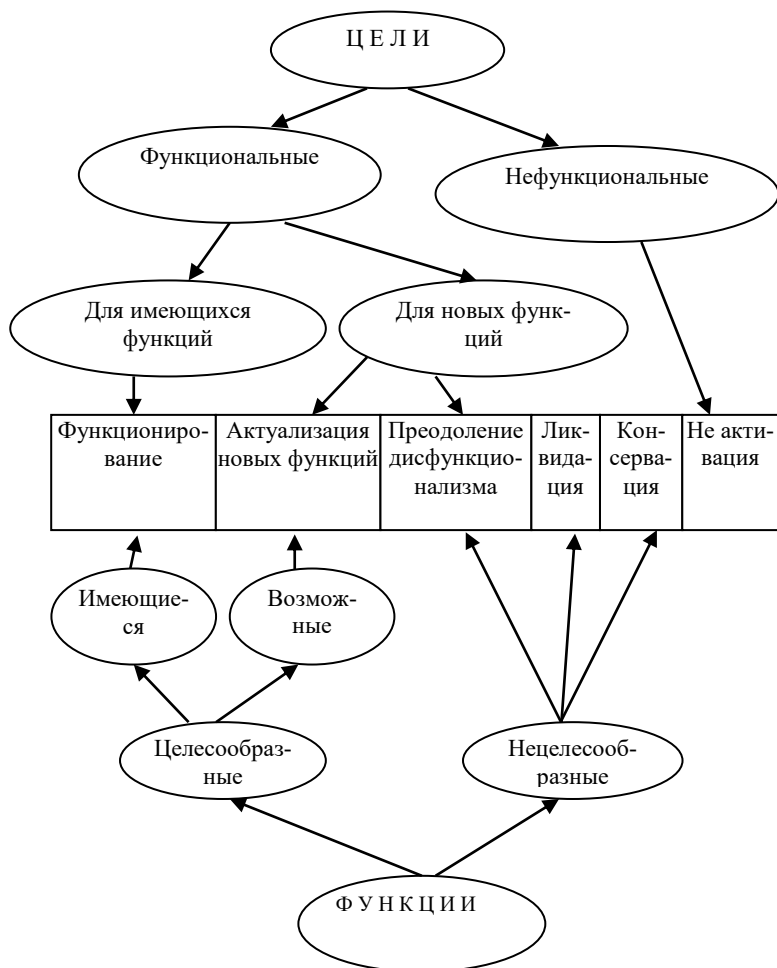 Ц Е Л И
Функциональные
Нефункциональные
Для имеющихся
функций
Для новых функ-
ций
Функциониро-
вание
Актуализация
новых функций
Преодоление
дисфункцио-
нализма
Лик-
вида-
ция
Кон-
серва-
ция
Не акти-
вация
Имеющие-
ся
Возмож-
ные
Целесообраз-
ные
Нецелесооб-
разные
Ф У Н К Ц И И